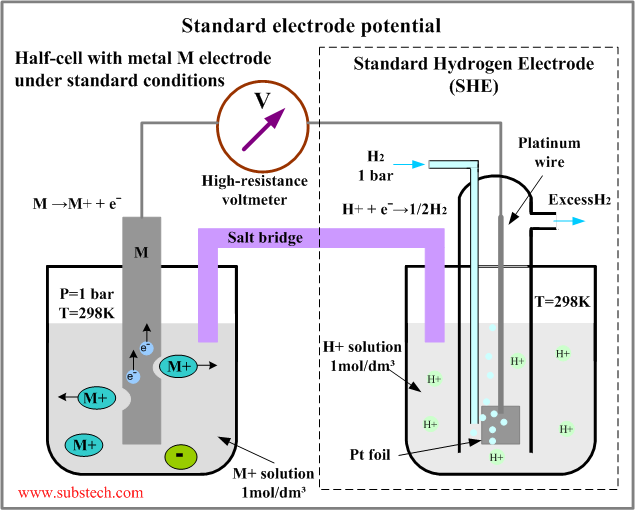 Standard electrode potential
Half-cell with metal M electrode
under standard conditions
Standard Hydrogen Electrode
(SHE)
V
High-resistance
voltmeter
H2
1 bar
Platinum
wire
M →M+ + e⁻
H+ + e⁻→1/2H2
ExcessH2
M
Salt bridge
P=1 bar
T=298K
T=298K
e⁻
e⁻
M+
M+
M+
-
H+ solution
1mol/dm³
H+
H+
H+
H+
H+
H+
H+
H+
Pt foil
M+ solution
1mol/dm³
www.substech.com